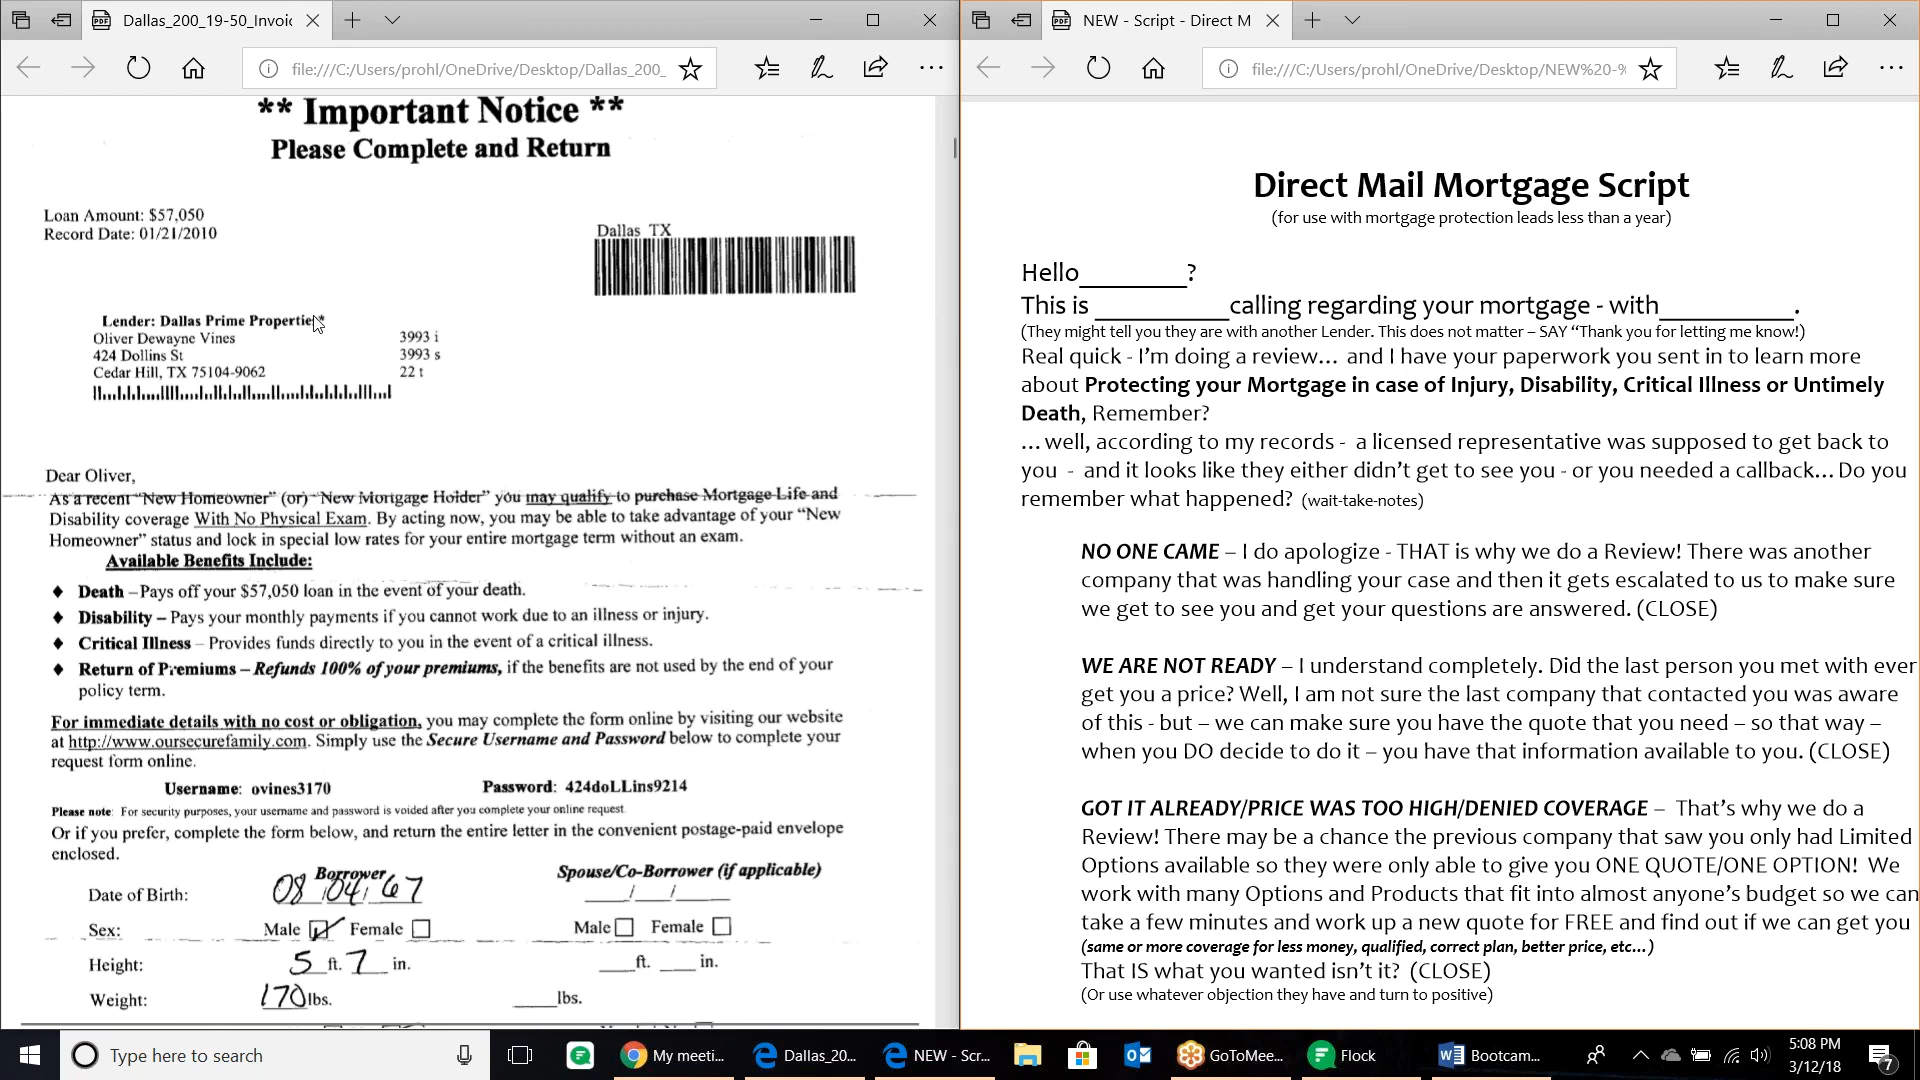 Dallas_200_19-50_Invoic
file:///C:/Users/prohl/OneDrive/Desktop/Dallas_200_
** Important Notice **
Please Complete and Return
Loan Amount: $57,050
Record Date: 01/21/2010
Dallas TX
Lender: Dallas Prime Properties*
Oliver Dewayne Vines 3993 i
424 Dollins St 3993 s
Cedar Hill, TX 75104-9062 22 t
Dear Oliver,
As a recent “New Homeowner” (or) “New Mortgage Holder” you may qualify to purchase Mortgage Life and
Disability coverage With No Physical Exam. By acting now, you may be able to take advantage of your “New
Homeowner” status and lock in special low rates for your entire mortgage term without an exam.
Available Benefits Include:
♦ Death – Pays off your $57,050 loan in the event of your death.
♦ Disability – Pays your monthly payments if you cannot work due to an illness or injury.
♦ Critical Illness – Provides funds directly to you in the event of a critical illness.
♦ Return of Premiums – Refunds 100% of your premiums, if the benefits are not used by the end of your
policy term.
For immediate details with no cost or obligation, you may complete the form online by visiting our website
at http://www.oursecurefamily.com. Simply use the Secure Username and Password below to complete your
request form online.
Username: ovines3170 Password: 424doLLins9214
Please note: For security purposes, your username and password is voided after you complete your online request.
Or if you prefer, complete the form below, and return the entire letter in the convenient postage-paid envelope
enclosed.
Borrower Spouse/Co-Borrower (if applicable)
Date of Birth: 08/04/67 ___/___/______
Sex: Male Female Male Female
Height: 5 ft. 7 in. ___ft. ___ in.
Weight: 170 lbs. ____lbs.
NEW - Script - Direct M
file:///C:/Users/prohl/OneDrive/Desktop/NEW%20-%
Direct Mail Mortgage Script
(for use with mortgage protection leads less than a year)
Hello________?
This is __________calling regarding your mortgage - with__________.
(They might tell you they are with another Lender. This does not matter – SAY “Thank you for letting me know!)
Real quick - I’m doing a review… and I have your paperwork you sent in to learn more
about Protecting your Mortgage in case of Injury, Disability, Critical Illness or Untimely
Death, Remember?
…well, according to my records - a licensed representative was supposed to get back to
you - and it looks like they either didn’t get to see you - or you needed a callback… Do you
remember what happened? (wait-take-notes)
NO ONE CAME – I do apologize - THAT is why we do a Review! There was another
company that was handling your case and then it gets escalated to us to make sure
we get to see you and get your questions are answered. (CLOSE)
WE ARE NOT READY – I understand completely. Did the last person you met with ever
get you a price? Well, I am not sure the last company that contacted you was aware
of this - but – we can make sure you have the quote that you need – so that way –
when you DO decide to do it – you have that information available to you. (CLOSE)
GOT IT ALREADY/PRICE WAS TOO HIGH/DENIED COVERAGE – That’s why we do a
Review! There may be a chance the previous company that saw you only had Limited
Options available so they were only able to give you ONE QUOTE/ONE OPTION! We
work with many Options and Products that fit into almost anyone’s budget so we can
take a few minutes and work up a new quote for FREE and find out if we can get you
(same or more coverage for less money, qualified, correct plan, better price, etc…)
That IS what you wanted isn’t it? (CLOSE)
(Or use whatever objection they have and turn to positive)
Type here to search
My meeti...
Dallas_20...
NEW - Scr...
GoToMee...
Flock
Bootcam...
5:08 PM
3/12/18
7